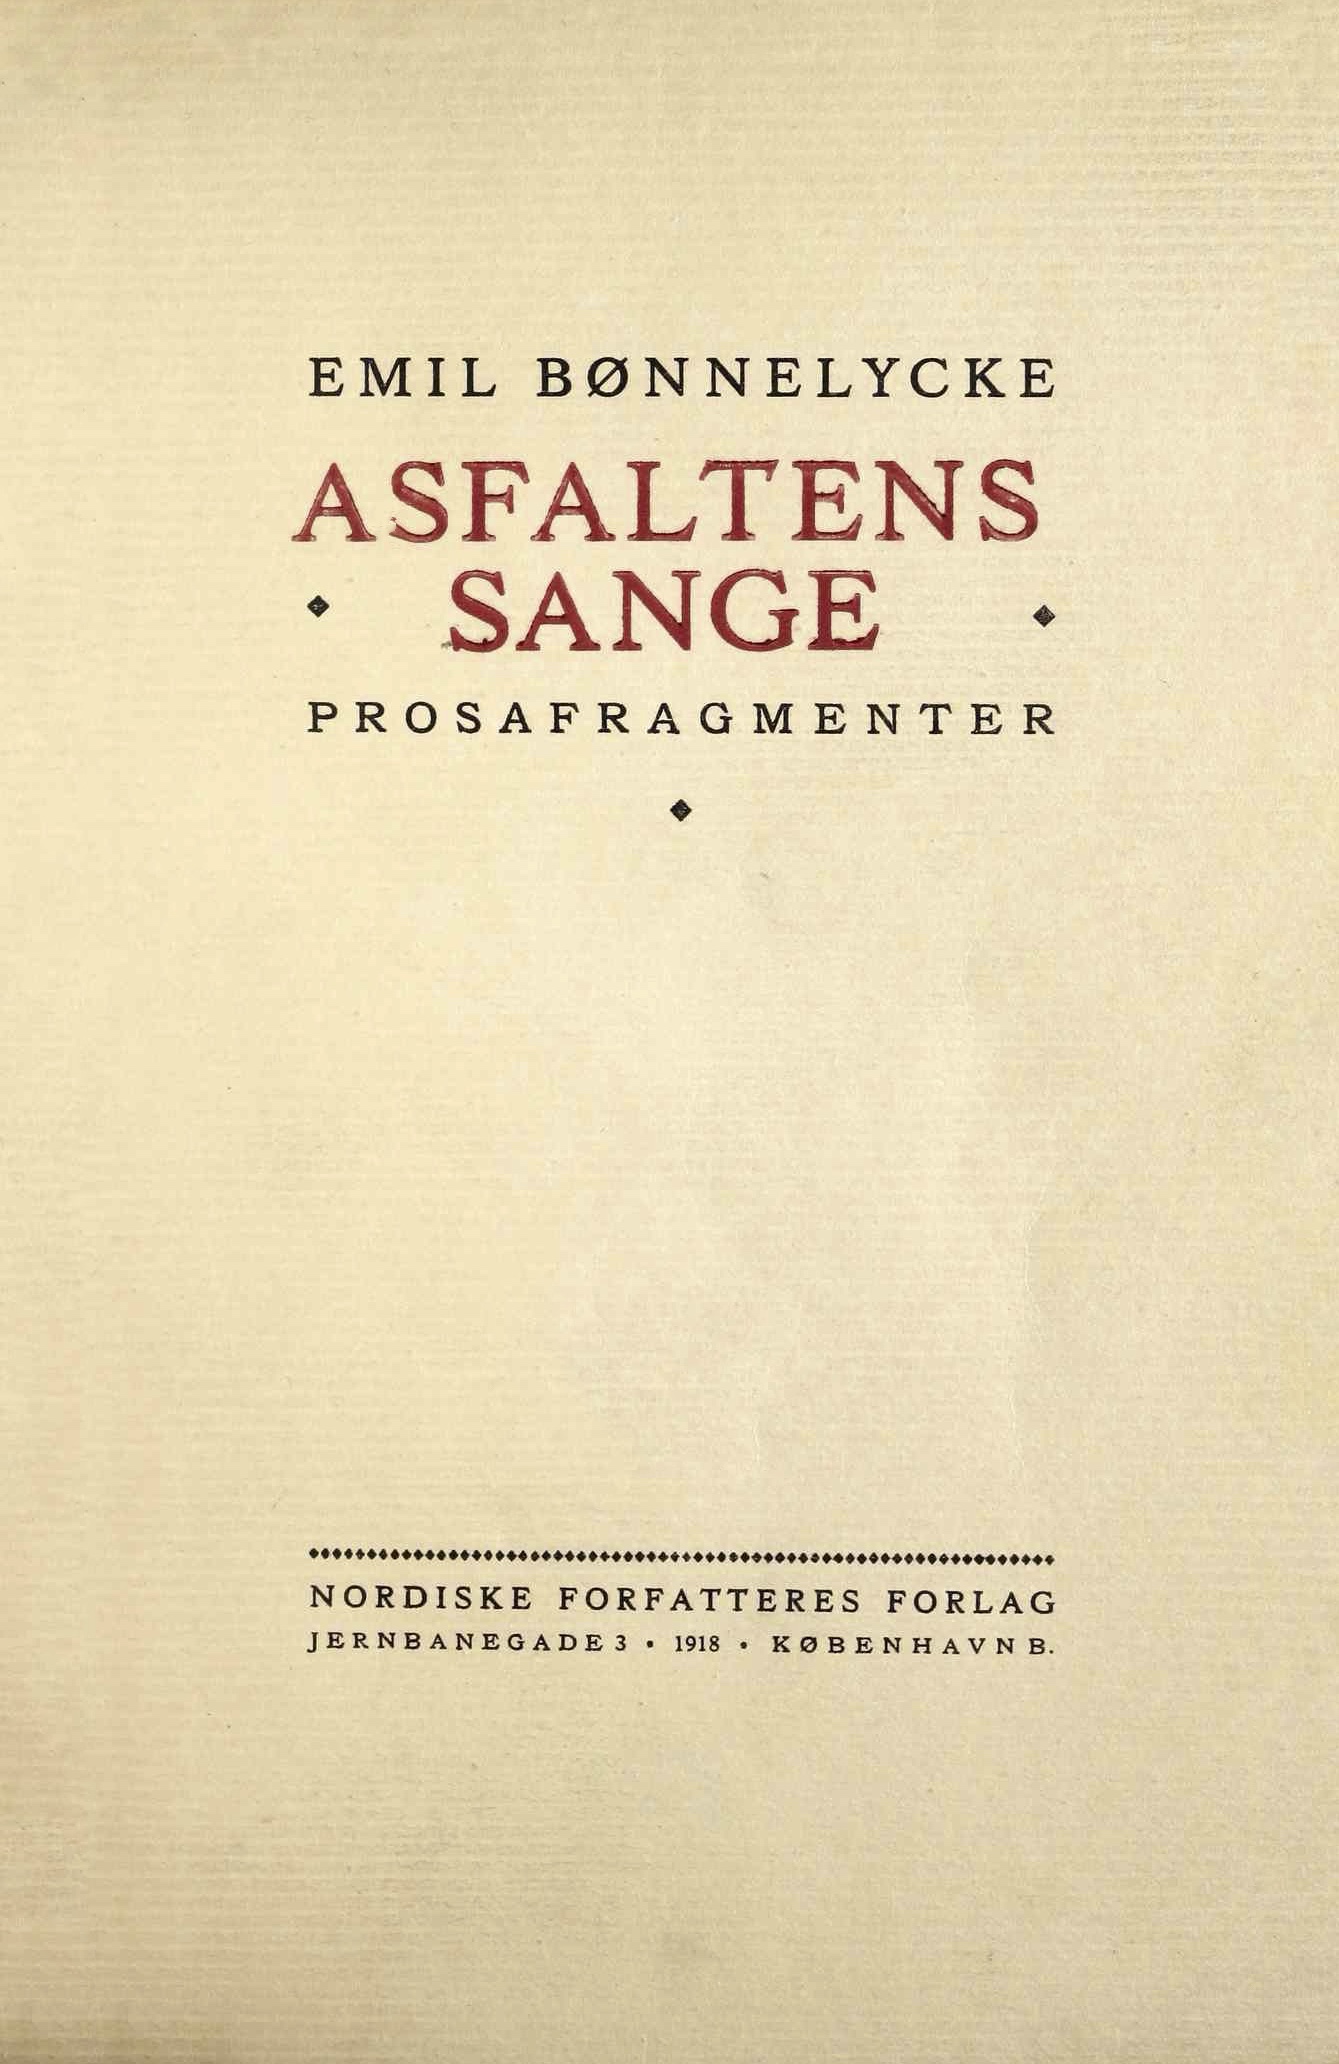 EMIL BØNNELYCKE
ASFALTENS
SANGE
PROSAFRAGMENTER
NORDISKE FORFATTERES FORLAG
JERNBANEGADE 3 • 1918 • KØBENHAVN B.